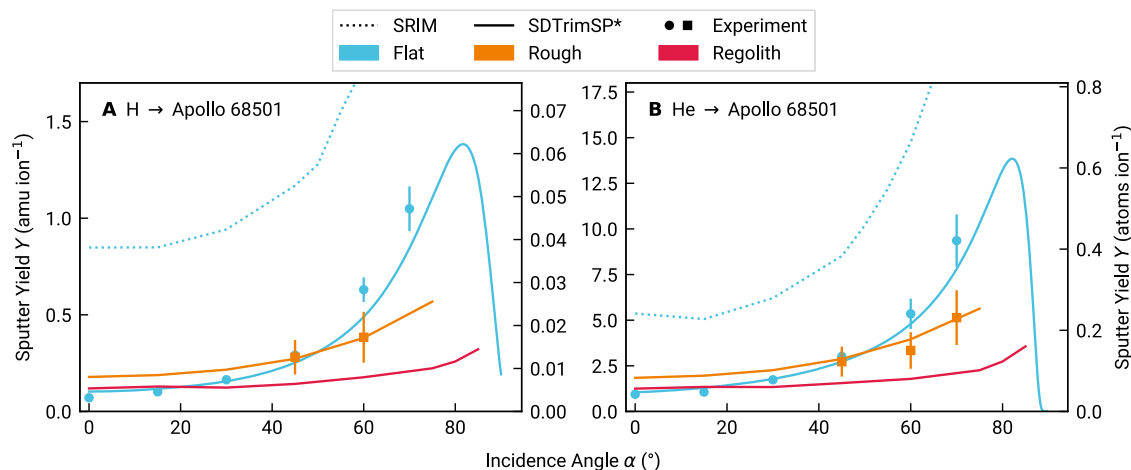 SRIM SDTrimSP* Experiment
Flat Rough Regolith
A H → Apollo 68501
B He → Apollo 68501
Sputter Yield Y (amu ion⁻¹)
0.0
0.5
1.0
1.5
0.00
0.01
0.02
0.03
0.04
0.05
0.06
0.07
0 20 40 60 80
0.0
2.5
5.0
7.5
10.0
12.5
15.0
17.5
0.0
0.2
0.4
0.6
0.8
0 20 40 60 80
Sputter Yield Y (atoms ion⁻¹)
Incidence Angle α (°)